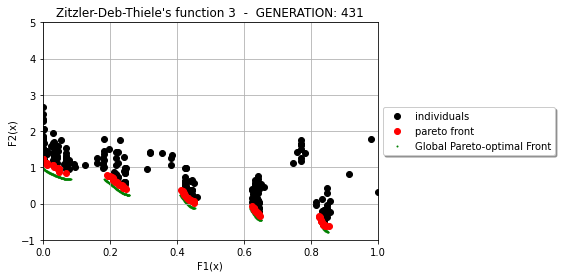 Zitzler-Deb-Thiele's function 3 - GENERATION: 431
5
4
3
2
1
0
-1
F2(x)
0.0 0.2 0.4 0.6 0.8 1.0
F1(x)
individuals
pareto front
Global Pareto-optimal Front